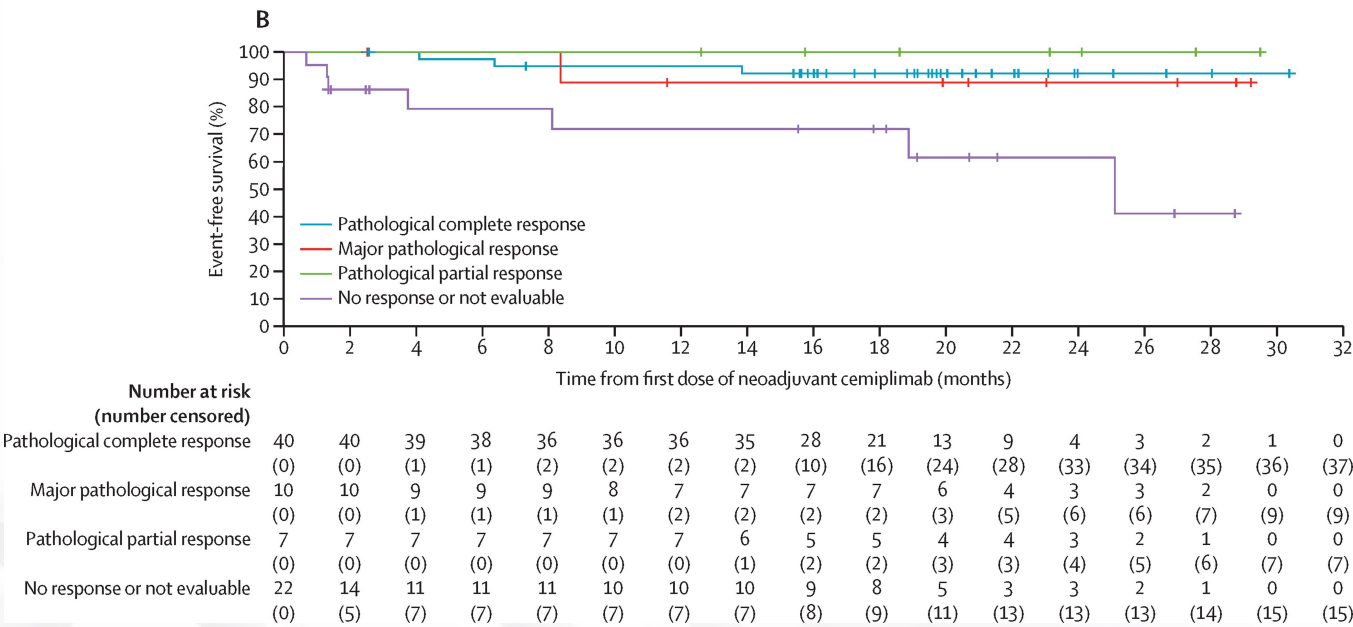 B
100
90
80
70
60
50
40
30
20
10
0
Event-free survival (%)
Pathological complete response
Major pathological response
Pathological partial response
No response or not evaluable
0 2 4 6 8 10 12 14 16 18 20 22 24 26 28 30 32
Time from first dose of neoadjuvant cemiplimab (months)
Number at risk
(number censored)
Pathological complete response 40 40 39 38 36 36 36 35 28 21 13 9 4 3 2 1 0
(0) (0) (1) (1) (2) (2) (2) (2) (10) (16) (24) (28) (33) (34) (35) (36) (37)
Major pathological response 10 10 9 9 9 8 7 7 7 7 6 4 3 3 2 0 0
(0) (0) (1) (1) (1) (1) (2) (2) (2) (2) (3) (5) (6) (6) (7) (9) (9)
Pathological partial response 7 7 7 7 7 7 7 6 5 5 4 4 3 2 1 0 0
(0) (0) (0) (0) (0) (0) (0) (1) (2) (2) (3) (3) (4) (5) (6) (7) (7)
No response or not evaluable 22 14 11 11 11 10 10 10 9 8 5 3 3 2 1 0 0
(0) (5) (7) (7) (7) (7) (7) (7) (8) (9) (11) (13) (13) (13) (14) (15) (15)